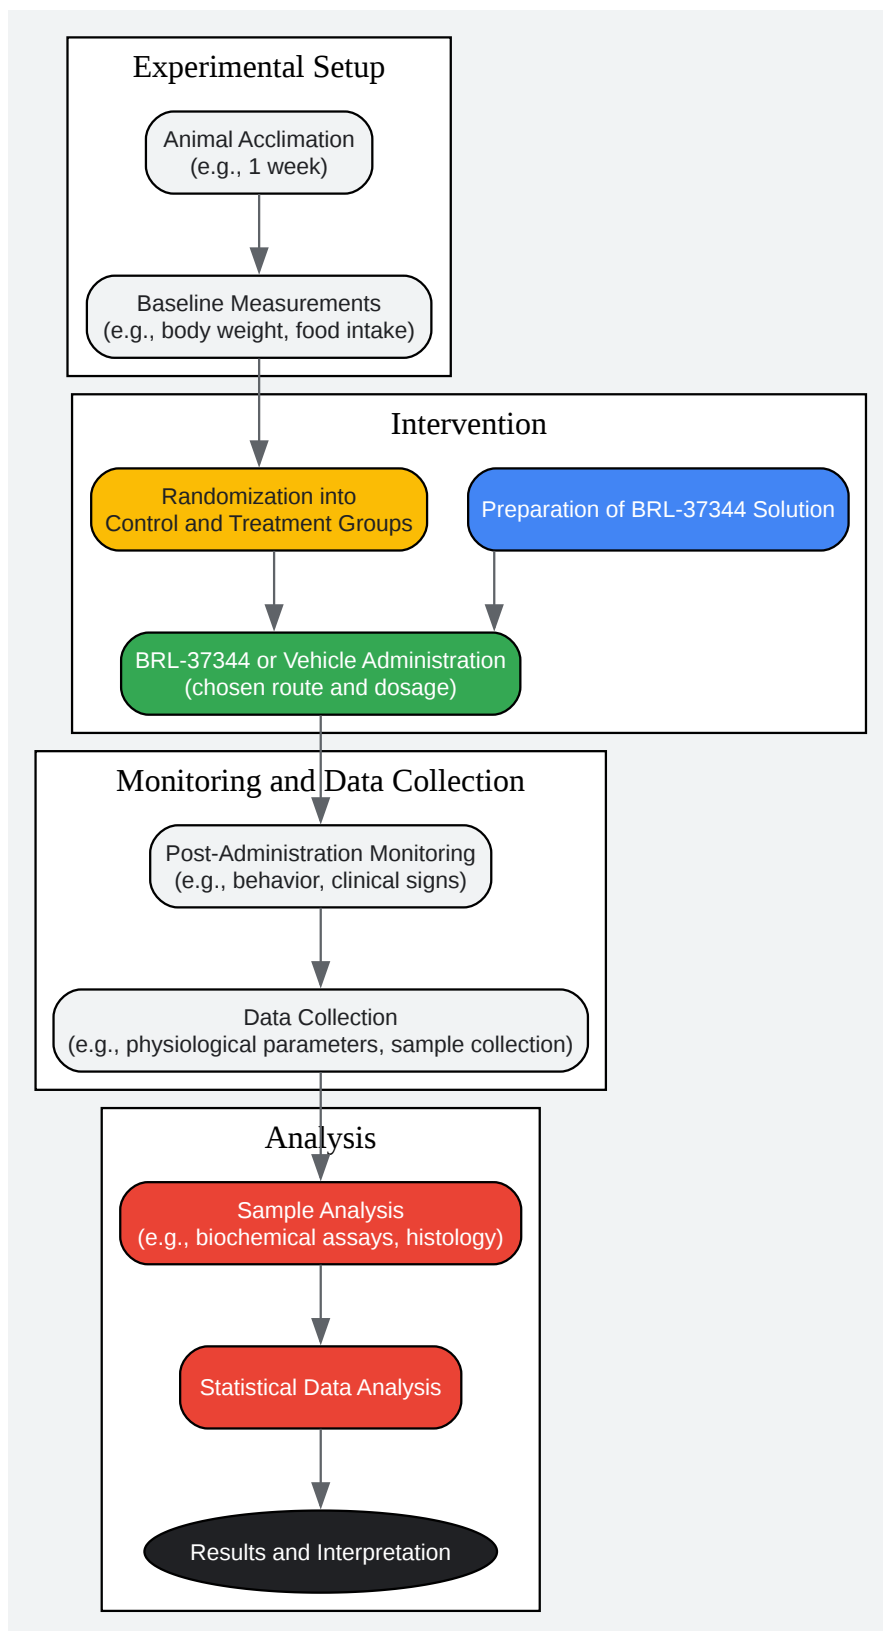 Experimental Setup
Animal Acclimation
(e.g., 1 week)
Baseline Measurements
(e.g., body weight, food intake)
Intervention
Randomization into
Control and Treatment Groups
Preparation of BRL-37344 Solution
BRL-37344 or Vehicle Administration
(chosen route and dosage)
Monitoring and Data Collection
Post-Administration Monitoring
(e.g., behavior, clinical signs)
Data Collection
(e.g., physiological parameters, sample collection)
Analysis
Sample Analysis
(e.g., biochemical assays, histology)
Statistical Data Analysis
Results and Interpretation